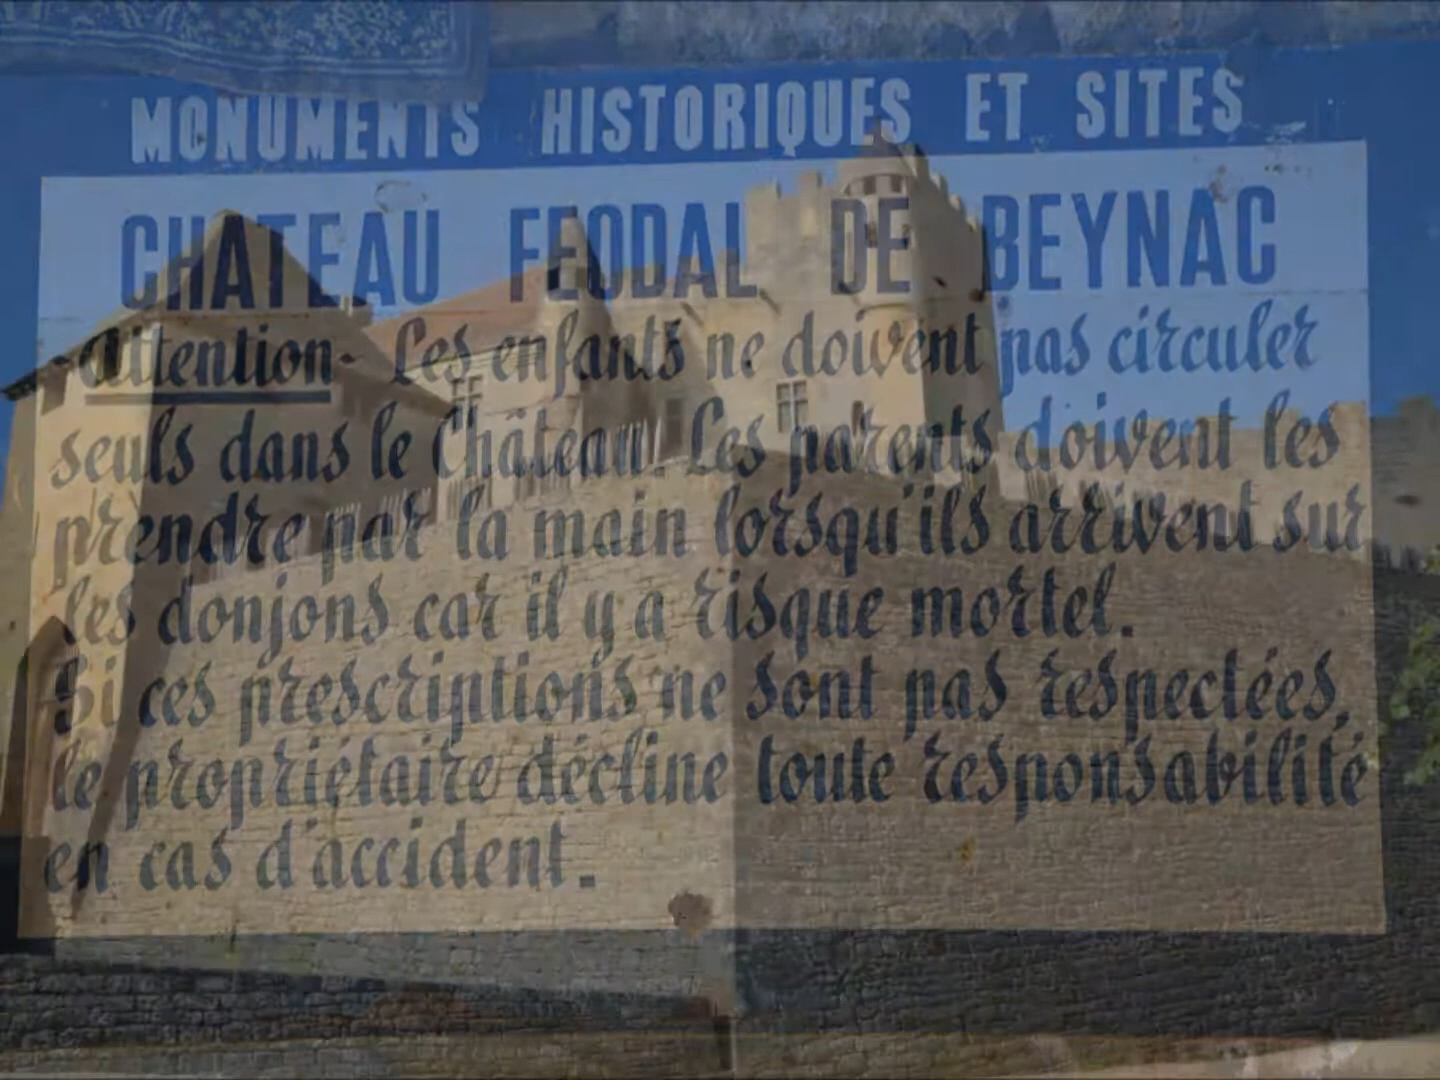 MONUMENTS HISTORIQUES ET SITES
CHATEAU FEODAL DE BEYNAC
-Attention- Les enfants ne doivent pas circuler
seuls dans le Château. Les parents doivent les
prendre par la main lorsqu'ils arrivent sur
les donjons car il y a risque mortel.
Si ces prescriptions ne sont pas respectées,
le propriétaire décline toute responsabilité
en cas d'accident.